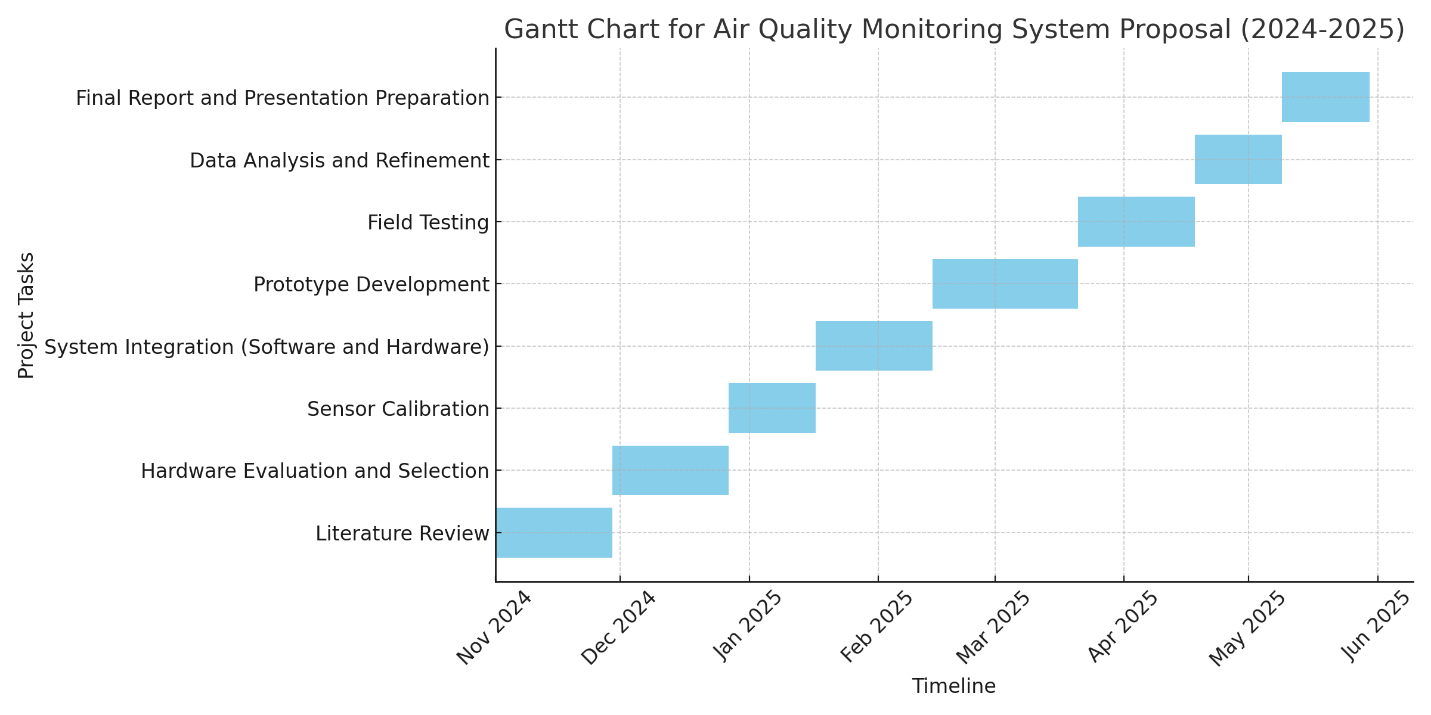 Gantt Chart for Air Quality Monitoring System Proposal (2024-2025)
Project Tasks
Final Report and Presentation Preparation
Data Analysis and Refinement
Field Testing
Prototype Development
System Integration (Software and Hardware)
Sensor Calibration
Hardware Evaluation and Selection
Literature Review
Nov 2024
Dec 2024
Jan 2025
Feb 2025
Mar 2025
Apr 2025
May 2025
Jun 2025
Timeline